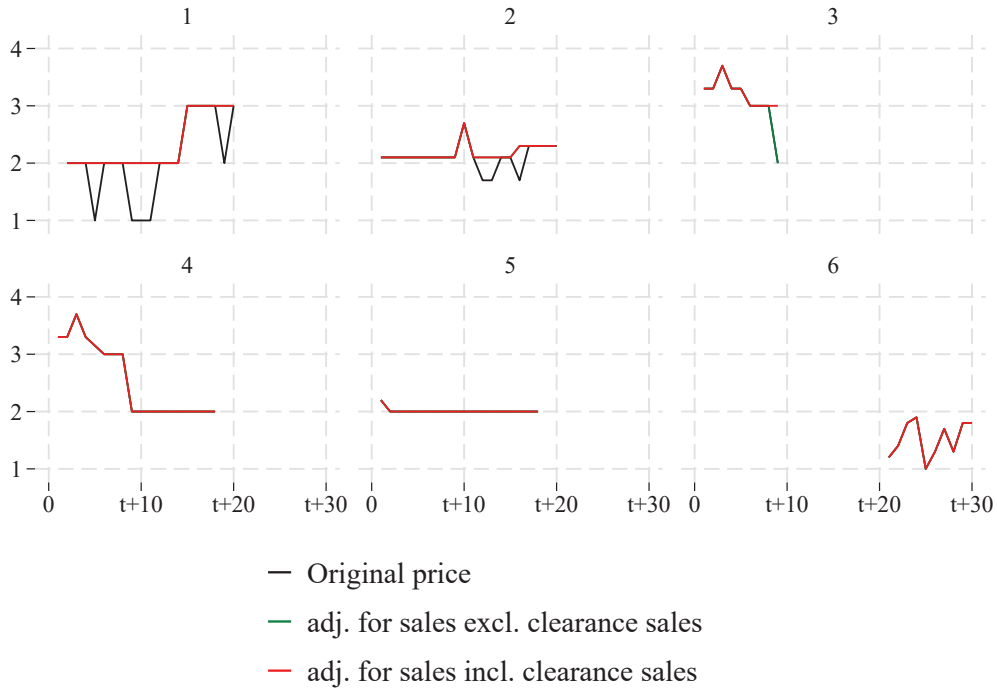 1 2 3
4
3
2
1
4 5 6
4
3
2
1
0 t+10 t+20 t+30 0 t+10 t+20 t+30 0 t+10 t+20 t+30
Original price
adj. for sales excl. clearance sales
adj. for sales incl. clearance sales